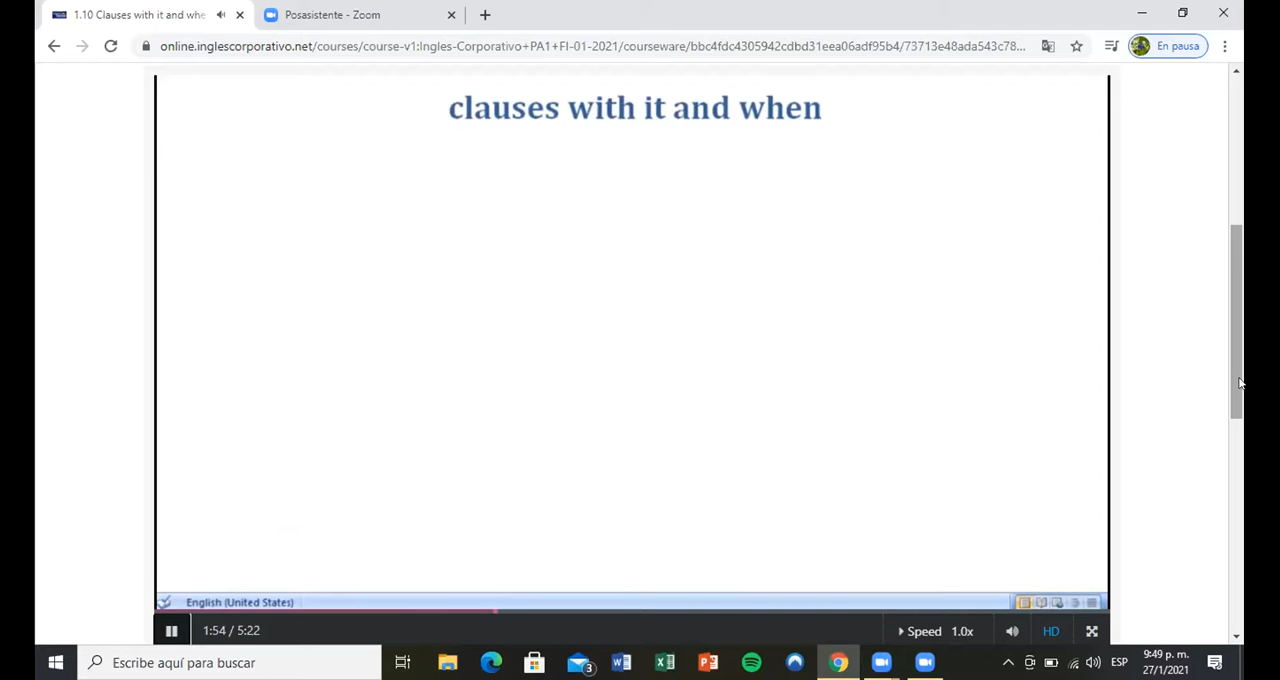 1.10 Clauses with it and whe
Posasistente - Zoom
online.inglescorporativo.net/courses/course-v1:Ingles-Corporativo+PA1+FI-01-2021/courseware/bbc4fdc4305942cdbd31eea06adf95b4/73713e48ada543c78...
En pausa
clauses with it and when
English (United States)
1:54 / 5:22
Speed 1.0x
HD
Escribe aquí para buscar
3
ESP
9:49 p. m.
27/1/2021